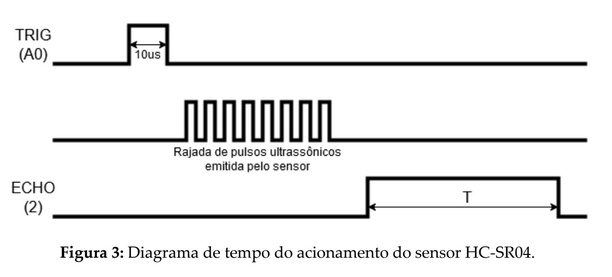 TRIG
(A0)
10us
Rajada de pulsos ultrassônicos
emitida pelo sensor
ECHO
(2)
T
Figura 3: Diagrama de tempo do acionamento do sensor HC-SR04.